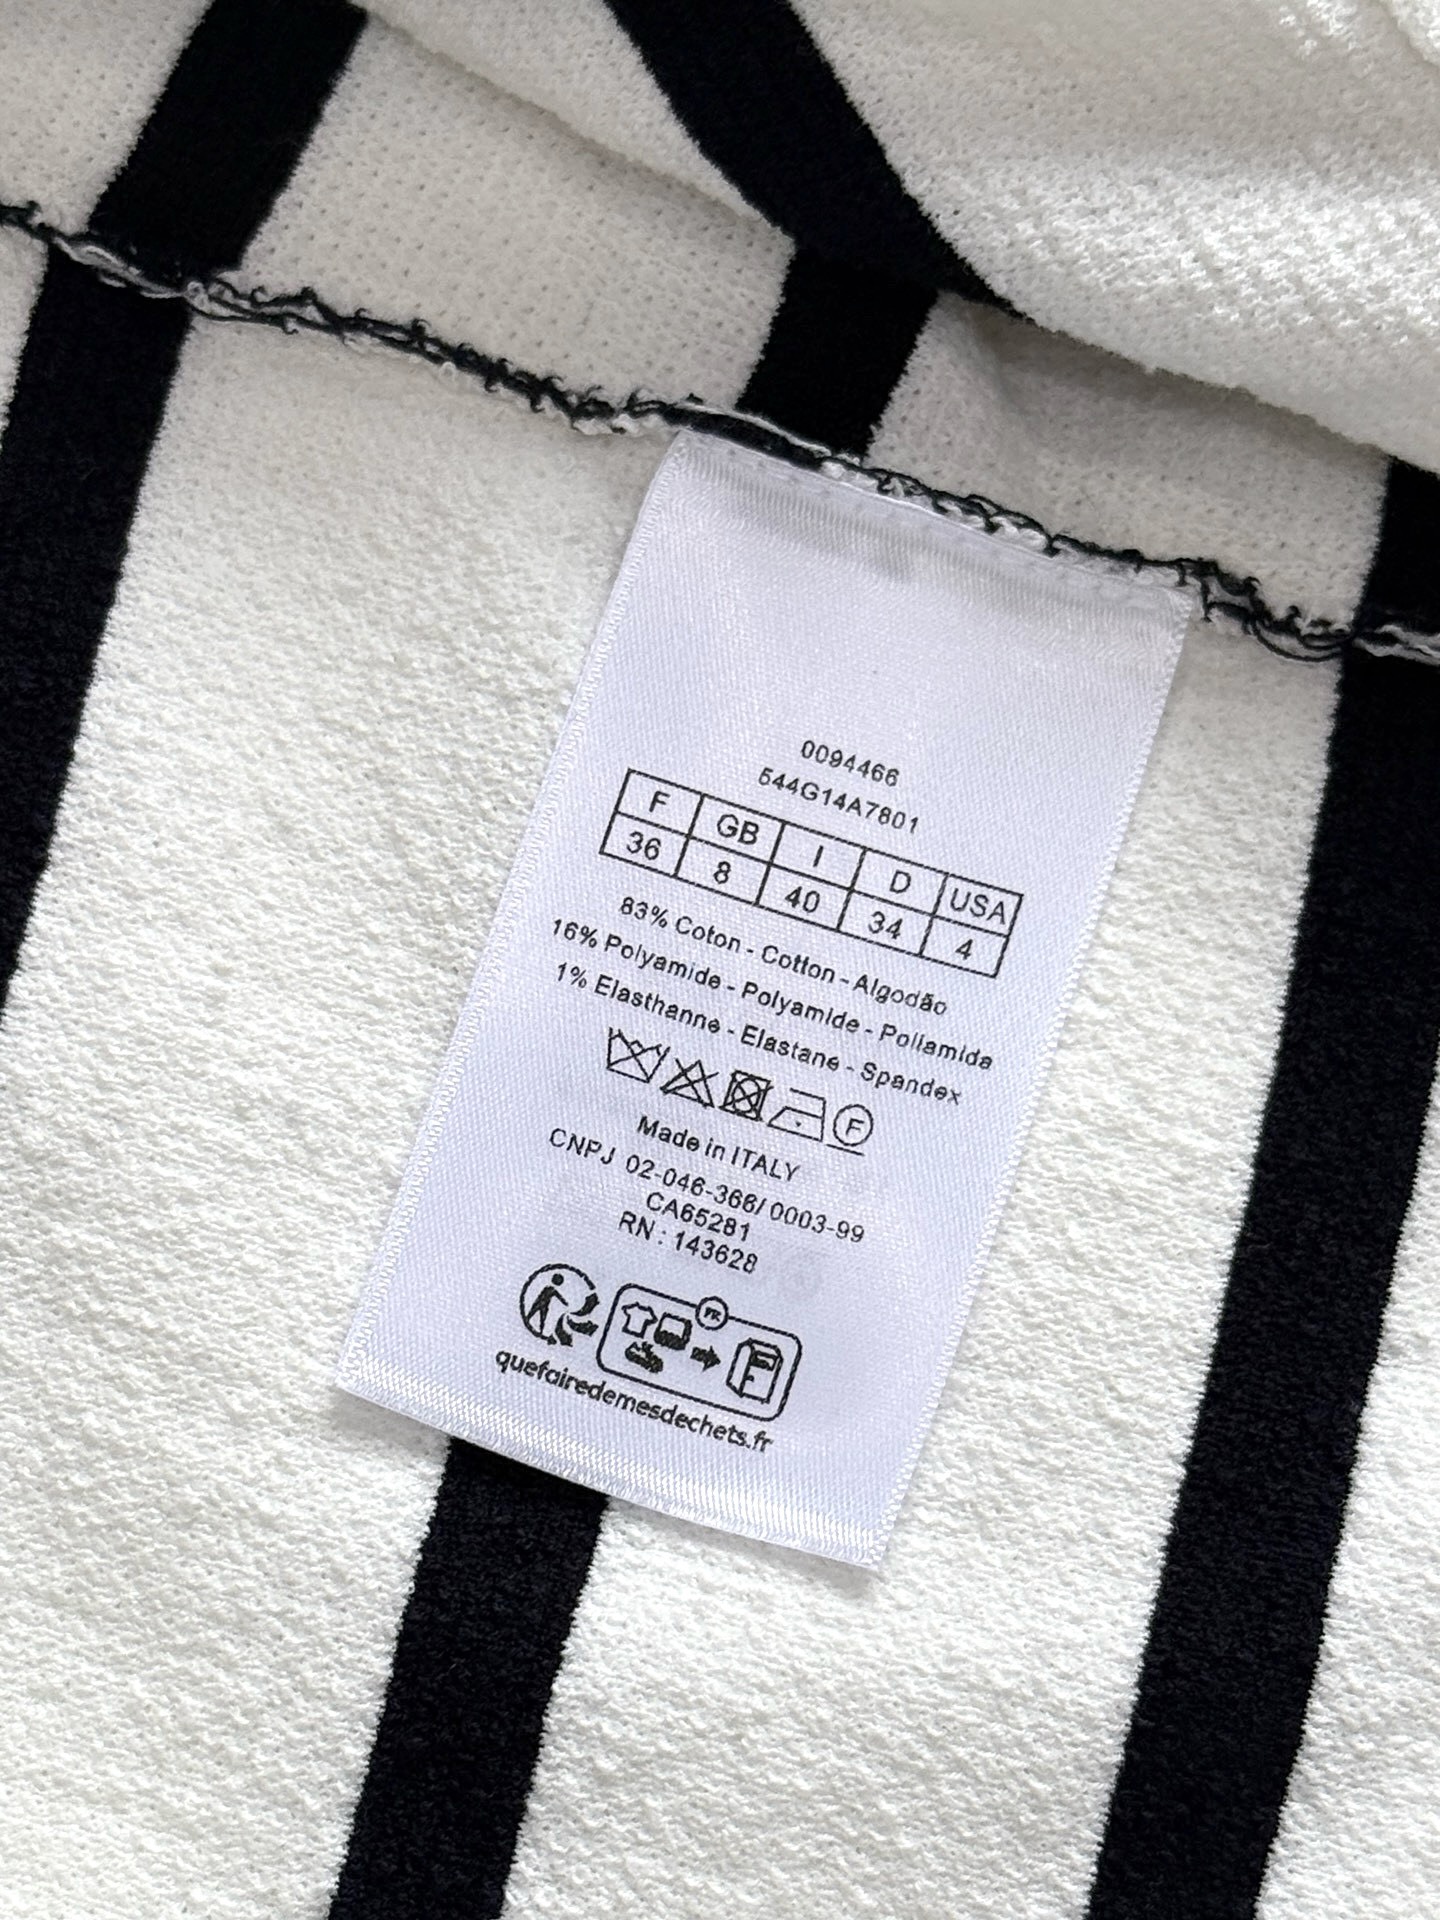 0094466
544G14A7801
F GB I D USA
36 8 40 34 4
83% Coton - Cotton - Algodão
16% Polyamide - Polyamide - Poliamida
1% Elasthanne - Elastane - Spandex
F
Made in ITALY
CNPJ 02-046-366/ 0003-99
CA65281
RN : 143628
FR
quefairedemesdechets.fr